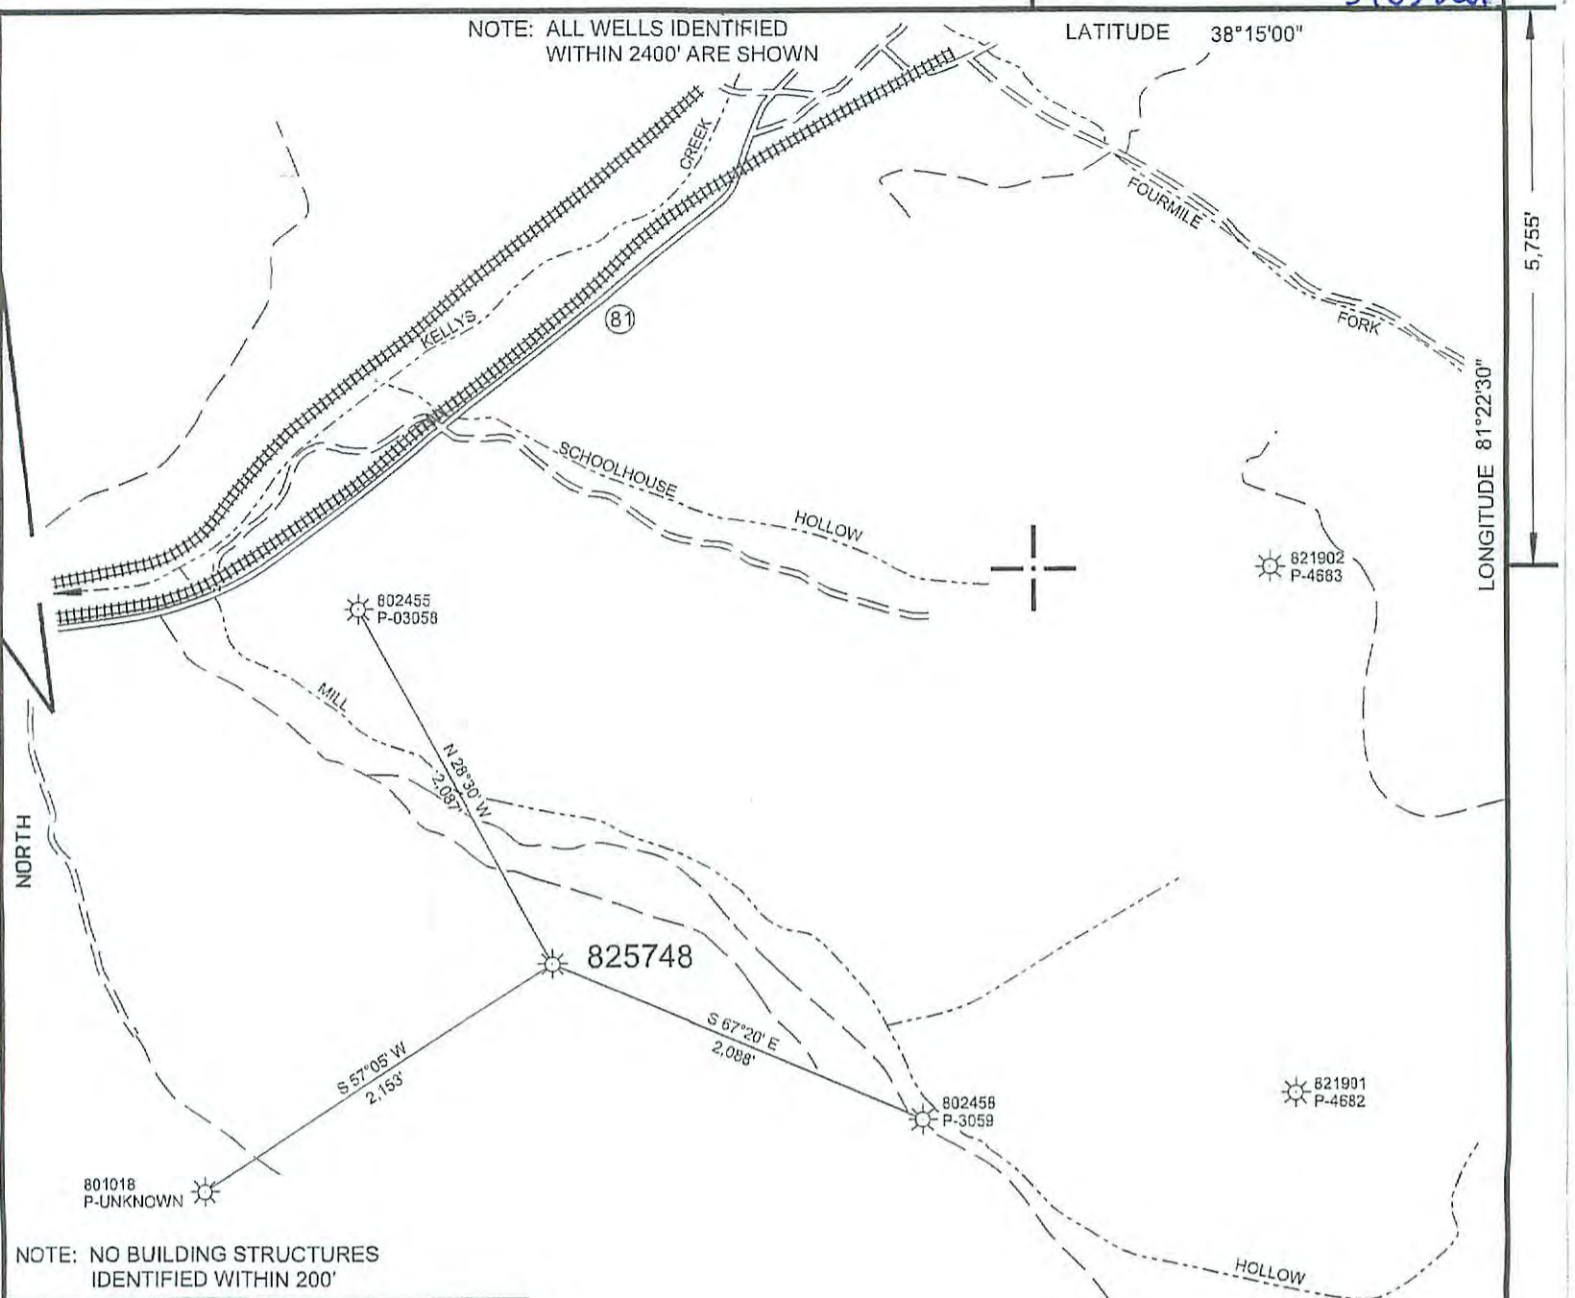 NOTE: ALL WELLS IDENTIFIED
WITHIN 2400' ARE SHOWN
LATITUDE 38°15'00"
CREEK
FOURMILE
5,755'
KELLYS
81
FORK
LONGITUDE 81°22'30"
SCHOOLHOUSE
HOLLOW
821902
P-4683
802455
P-03058
MILL
N 28°30' W
2,087'
NORTH
825748
S 67°20' E
2,088'
S 57°05' W
2,153'
821901
P-4682
802458
P-3059
801018
P-UNKNOWN
NOTE: NO BUILDING STRUCTURES
IDENTIFIED WITHIN 200'
HOLLOW